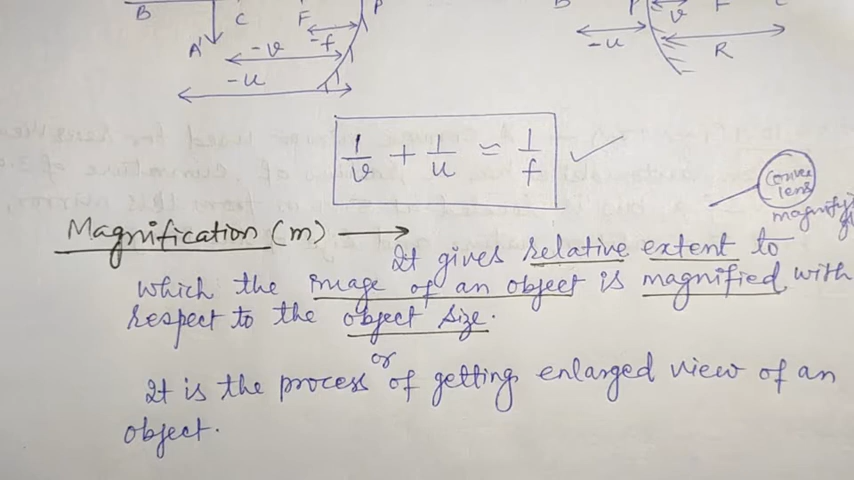 B C F P
A'
-v -f
-u
P v F
-u R
1/v + 1/u = 1/f
convex
lens
Magnification (m) →
It gives relative extent to
which the image of an object is magnified with
respect to the object size.
or
It is the process of getting enlarged view of an
object.